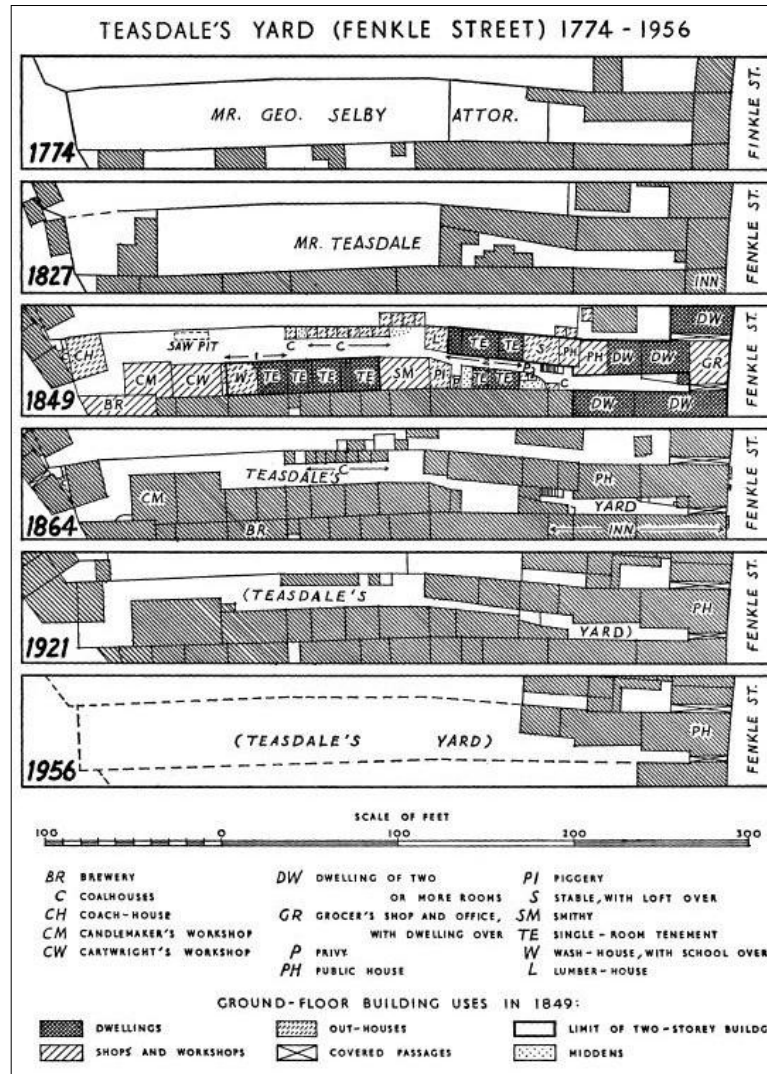 TEASDALE'S YARD (FENKLE STREET) 1774 - 1956
MR. GEO. SELBY ATTOR.
1774
FINKLE ST.
MR. TEASDALE
1827
INN
FENKLE ST.
DW
CH
SAW PIT
C C
TE TE S PH PH DW DW GR
CM CW W TE TE TE TE SM PI P TE TE P C
1849
BR
DW DW
FENKLE ST.
C
TEASDALE'S
PH
CM
YARD
1864
BR
INN
FENKLE ST.
(TEASDALE'S
PH
YARD)
1921
FENKLE ST.
PH
(TEASDALE'S YARD)
1956
FENKLE ST.
SCALE OF FEET
100 0 100 200 300
BR BREWERY
C COALHOUSES
CH COACH-HOUSE
CM CANDLEMAKER'S WORKSHOP
CW CARTWRIGHT'S WORKSHOP
DW DWELLING OF TWO
OR MORE ROOMS
GR GROCER'S SHOP AND OFFICE,
WITH DWELLING OVER
P PRIVY
PH PUBLIC HOUSE
PI PIGGERY
S STABLE, WITH LOFT OVER
SM SMITHY
TE SINGLE-ROOM TENEMENT
W WASH-HOUSE, WITH SCHOOL OVER
L LUMBER-HOUSE
GROUND-FLOOR BUILDING USES IN 1849:
DWELLINGS
SHOPS AND WORKSHOPS
OUT-HOUSES
COVERED PASSAGES
LIMIT OF TWO-STOREY BUILDGS
MIDDENS